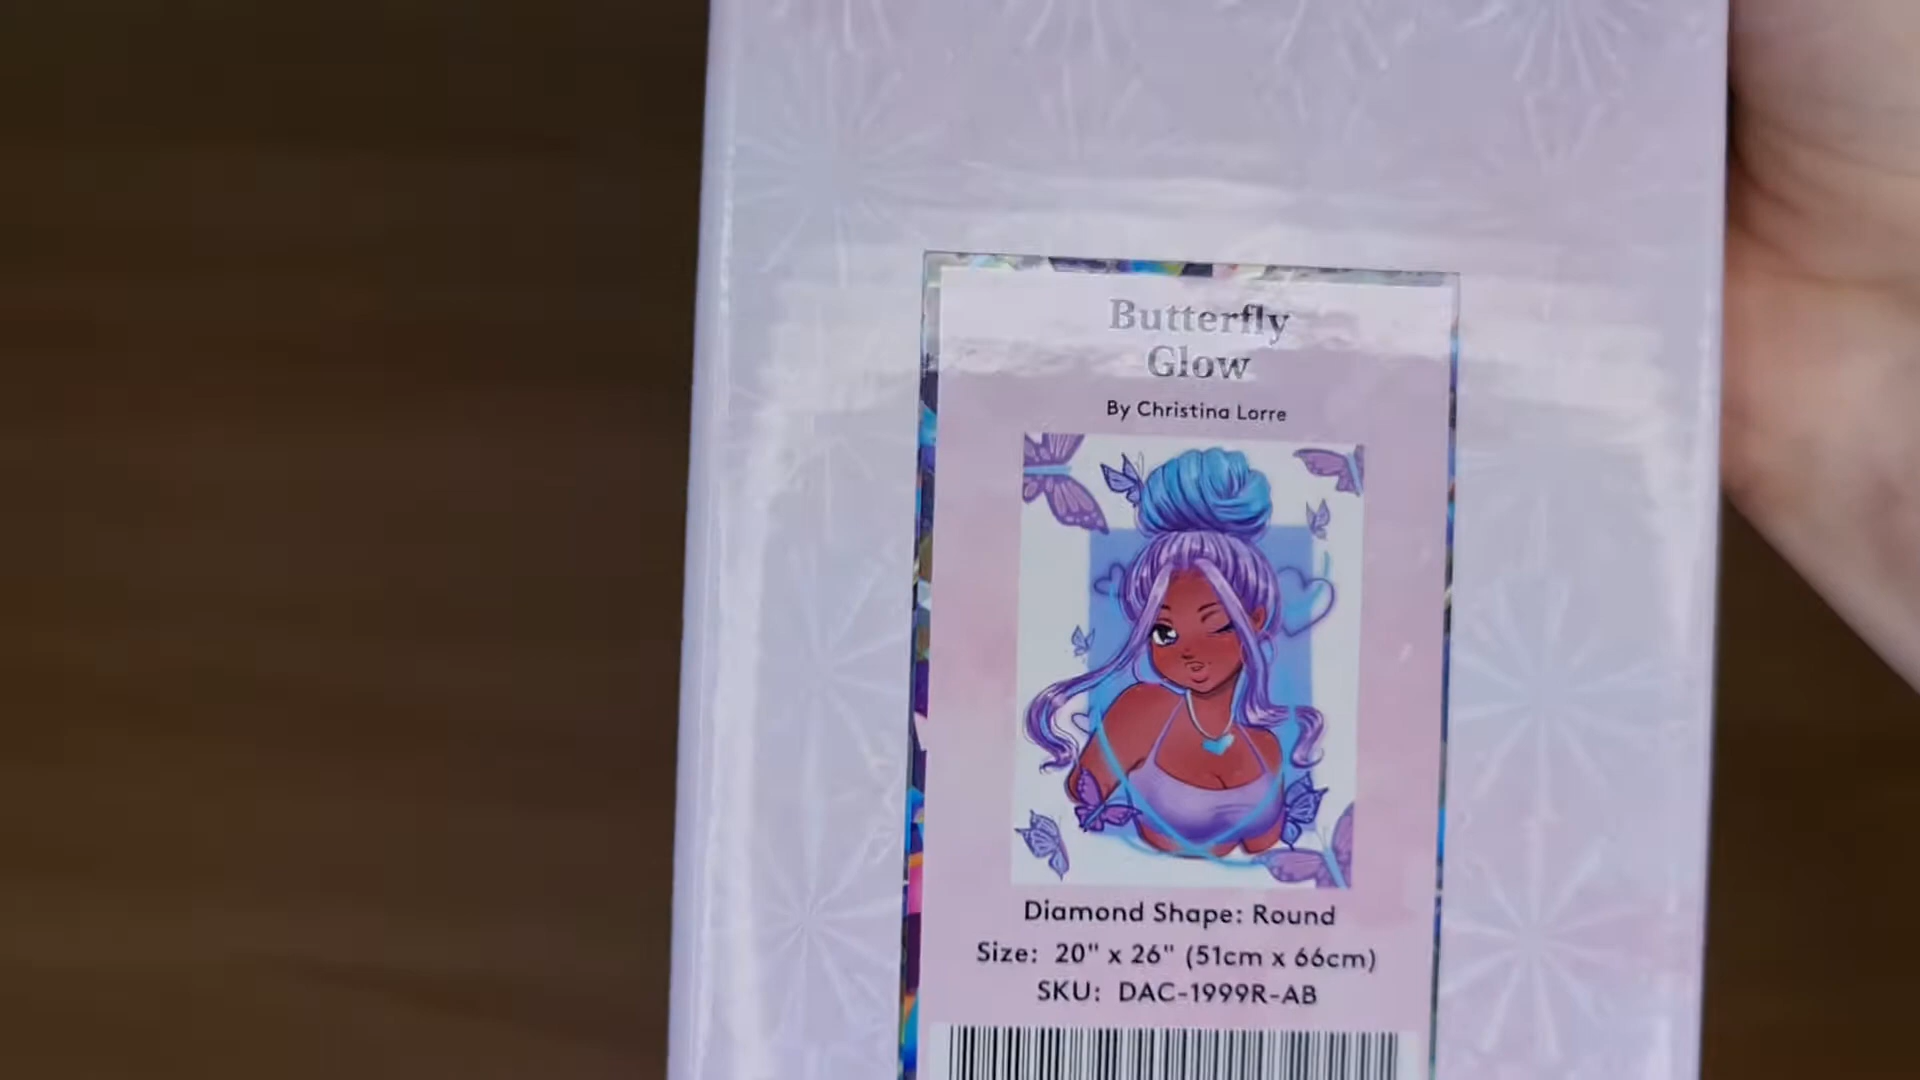 Butterfly
Glow
By Christina Lorre
Diamond Shape: Round
Size: 20" x 26" (51cm x 66cm)
SKU: DAC-1999R-AB